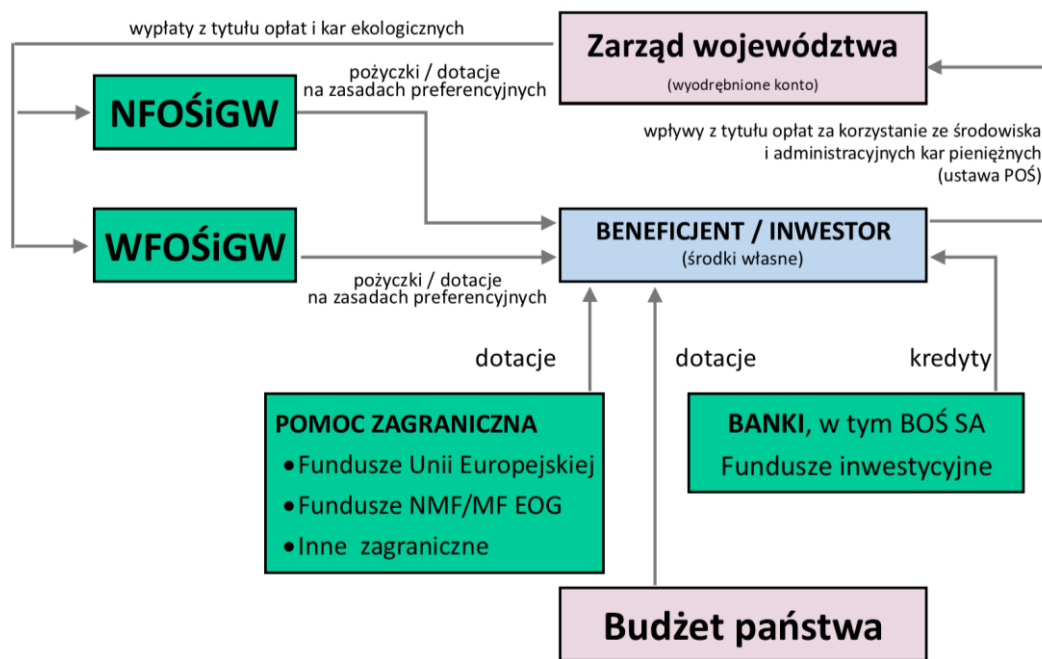 wypłaty z tytułu opłat i kar ekologicznych
Zarząd województwa
(wyodrębnione konto)
pożyczki / dotacje
na zasadach preferencyjnych
NFOŚiGW
wpływy z tytułu opłat za korzystanie ze środowiska
i administracyjnych kar pieniężnych
(ustawa POŚ)
WFOŚiGW
BENEFICJENT / INWESTOR
(środki własne)
pożyczki / dotacje
na zasadach preferencyjnych
dotacje
dotacje
kredyty
POMOC ZAGRANICZNA
•Fundusze Unii Europejskiej
•Fundusze NMF/MF EOG
•Inne zagraniczne
BANKI, w tym BOŚ SA
Fundusze inwestycyjne
Budżet państwa